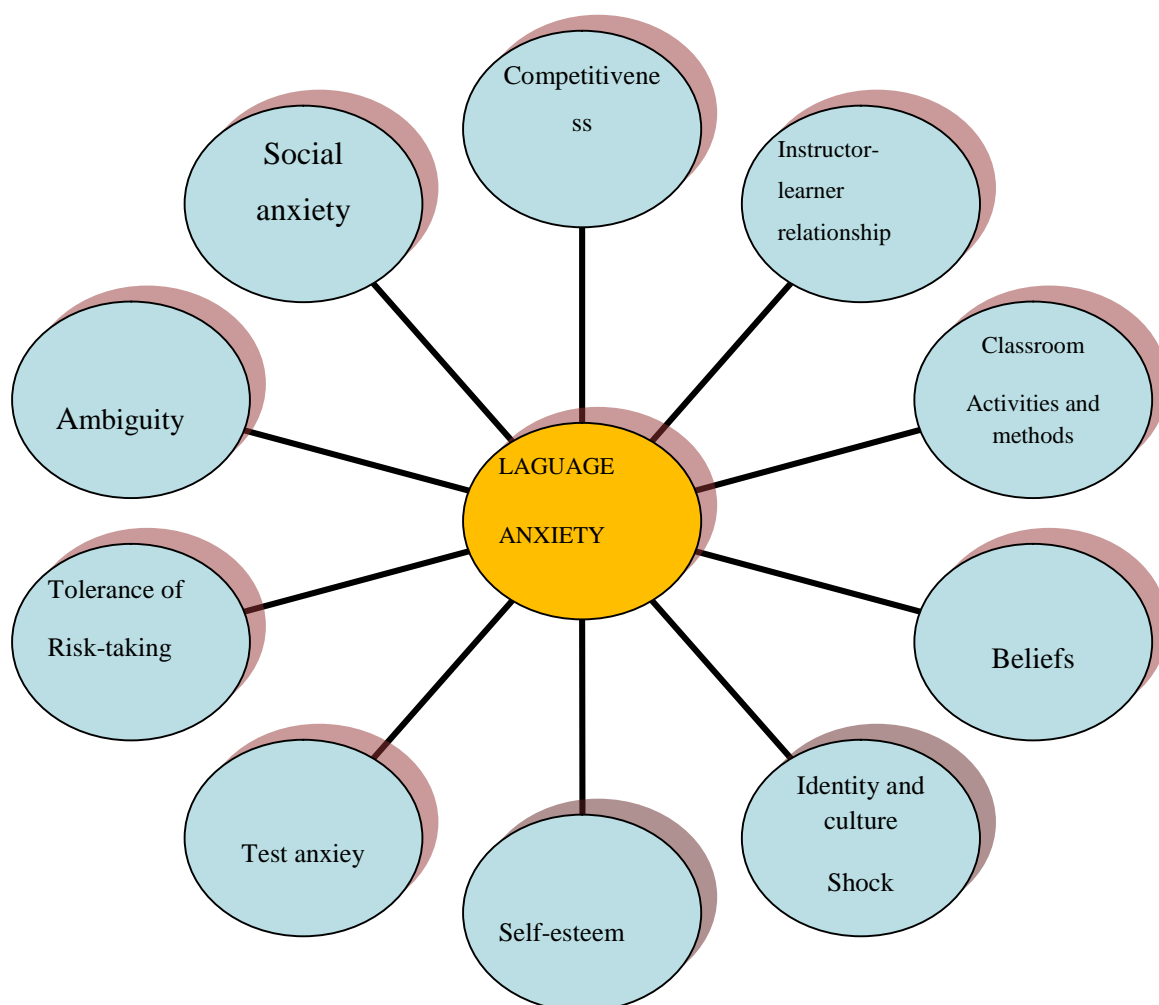 Competitivene
ss
Social
anxiety
Instructor-
learner
relationship
Ambiguity
Classroom
Activities and
methods
LAGUAGE
ANXIETY
Tolerance of
Risk-taking
Beliefs
Test anxiey
Identity and
culture
Shock
Self-esteem